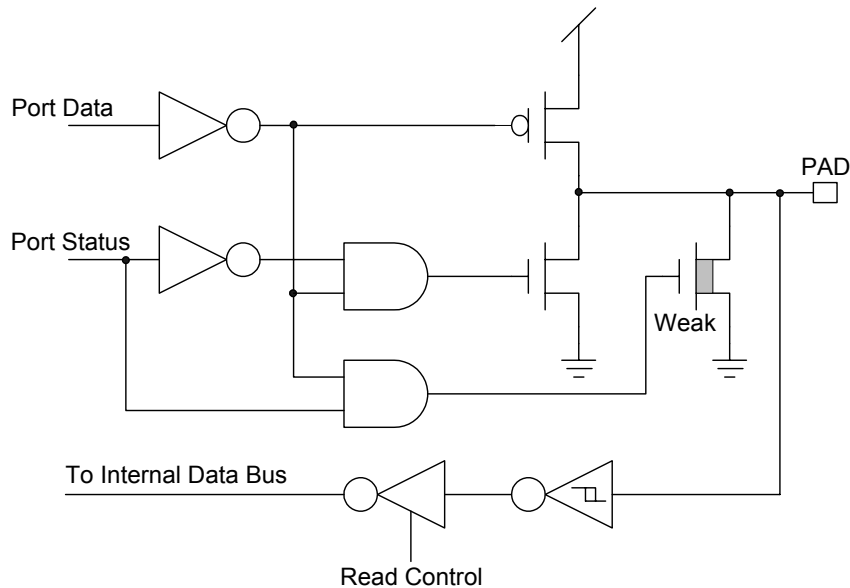 Port Data
PAD
Port Status
Weak
To Internal Data Bus
Read Control